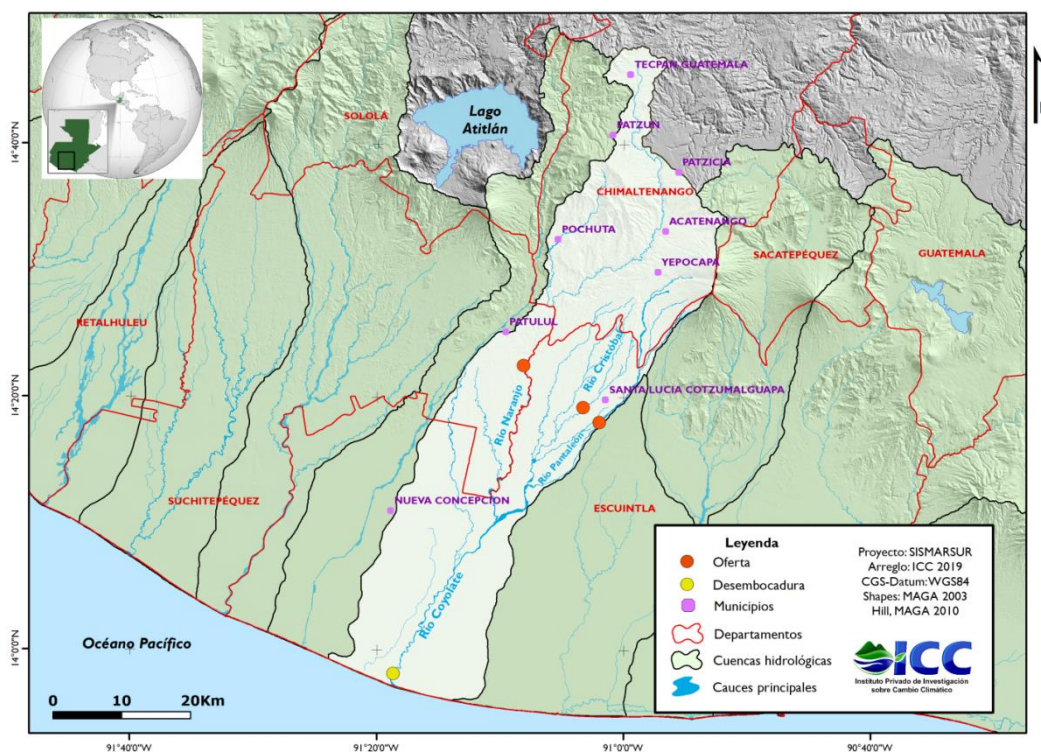 TECPÁN GUATEMALA
SOLOLÁ
Lago
Atitlán
PATZUN
14°40'0"N
PATZICIA
CHIMALTENANGO
POCHUTA
ACATENANGO
SACATEPÉQUEZ
GUATEMALA
YEPOCAPA
RETALHULEU
PATULUL
Río Cristóbal
14°20'0"N
Río Naranjo
SANTA LUCIA COTZUMALGUAPA
Río Pantaleón
NUEVA CONCEPCION
SUCHITEPÉQUEZ
ESCUINTLA
Río Coyolate
Océano Pacífico
14°0'0"N
0 10 20Km
Leyenda
Oferta
Desembocadura
Municipios
Departamentos
Cuencas hidrológicas
Cauces principales
Proyecto: SISMARSUR
Arreglo: ICC 2019
CGS-Datum: WGS84
Shapes: MAGA 2003
Hill, MAGA 2010
ICC
Instituto Privado de Investigación
sobre Cambio Climático
91°40'0"W 91°20'0"W 91°0'0"W 90°40'0"W